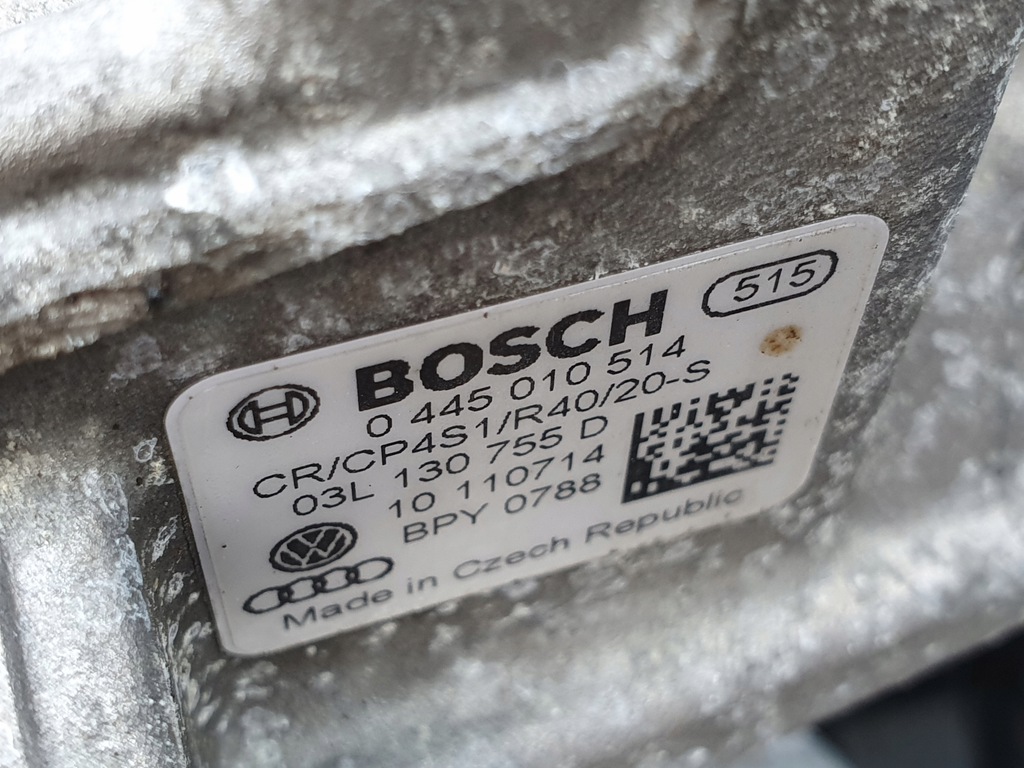 BOSCH 515
0 445 010 514
CR/CP4S1/R40/20-S
03L 130 755 D
10 110714
BPY 0788
Made in Czech Republic